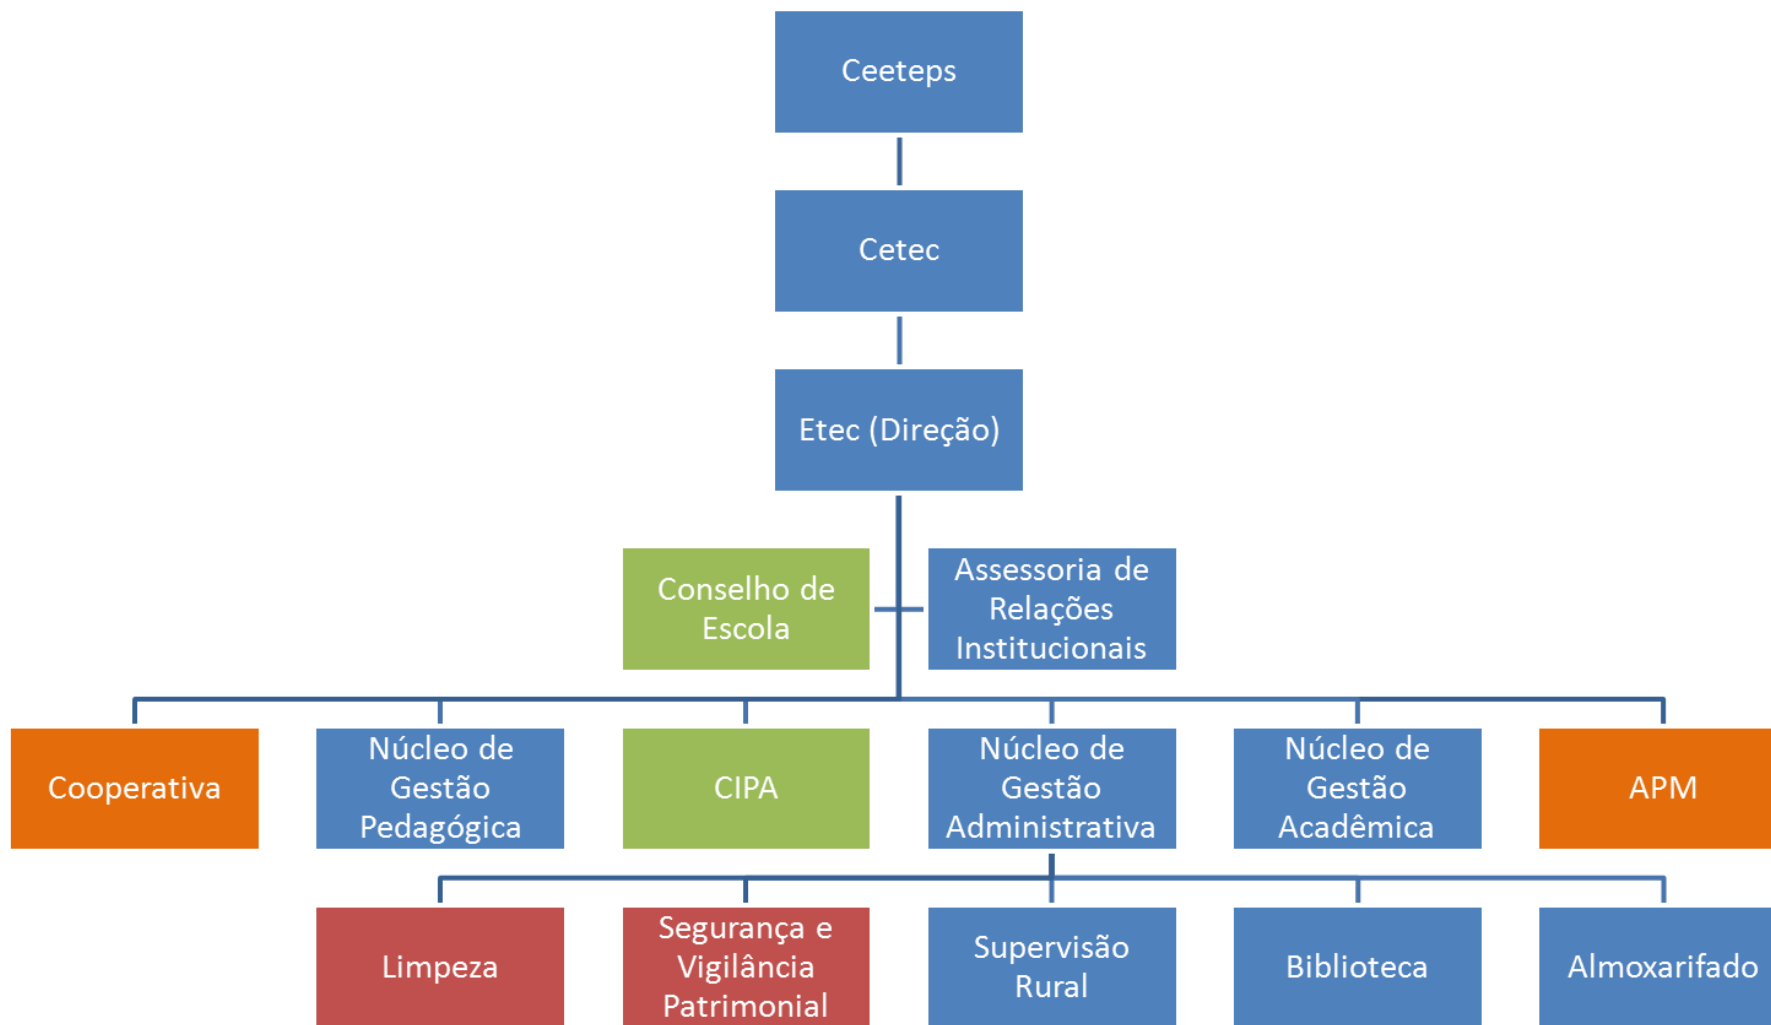 Ceeteps
Cetec
Etec (Direção)
Conselho de
Escola
Assessoria de
Relações
Institucionais
Cooperativa
Núcleo de
Gestão
Pedagógica
CIPA
Núcleo de
Gestão
Administrativa
Núcleo de
Gestão
Acadêmica
APM
Limpeza
Segurança e
Vigilância
Patrimonial
Supervisão
Rural
Biblioteca
Almoxarifado